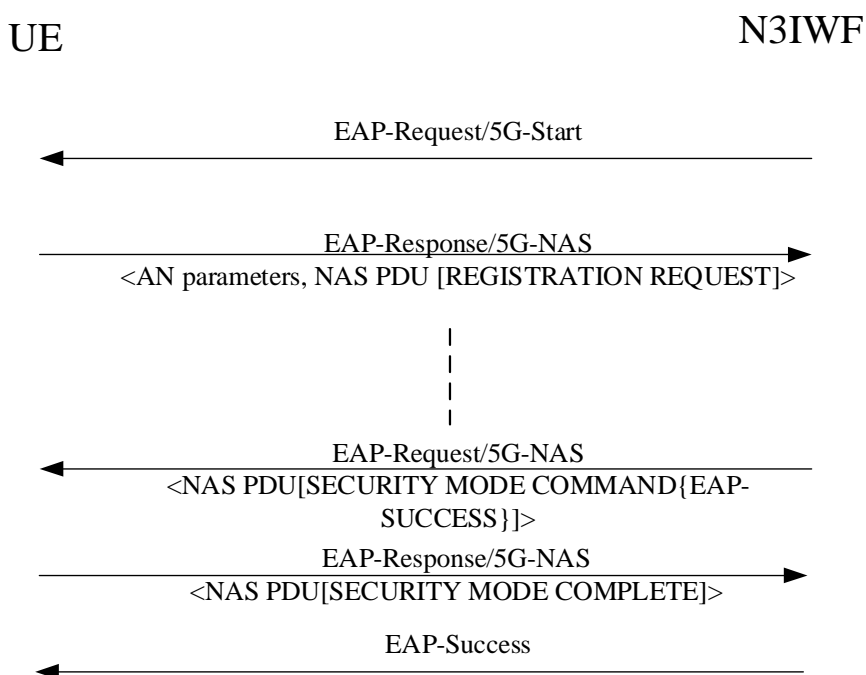 UE
N3IWF
EAP-Request/5G-Start
EAP-Response/5G-NAS
<AN parameters, NAS PDU [REGISTRATION REQUEST]>
EAP-Request/5G-NAS
<NAS PDU[SECURITY MODE COMMAND{EAP-
SUCCESS}]>
EAP-Response/5G-NAS
<NAS PDU[SECURITY MODE COMPLETE]>
EAP-Success